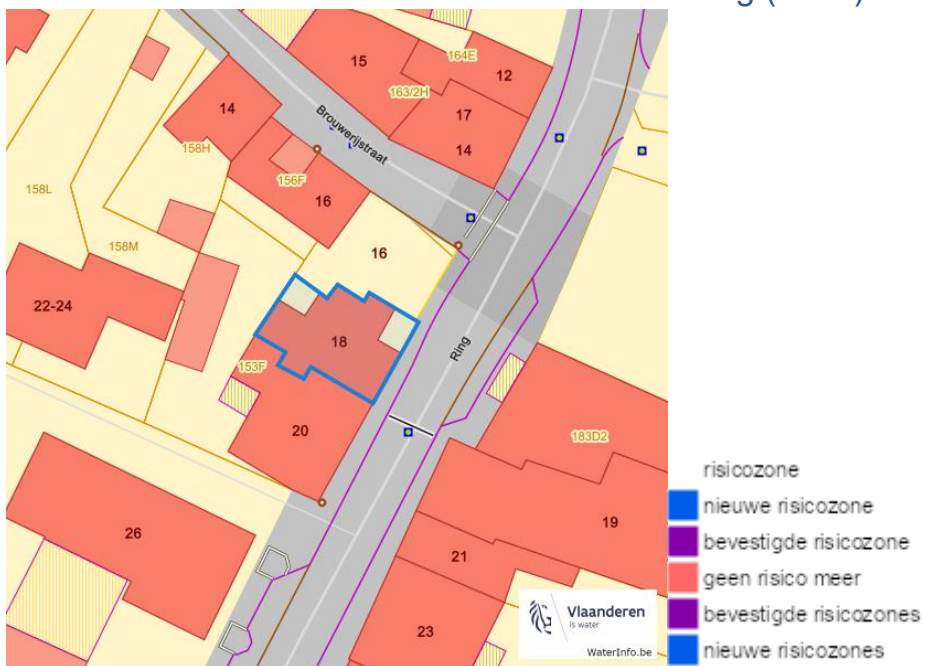 164E
15
12
163/2H
17
14
Brouwerijstraat
14
158H
156F
16
158L
158M
16
22-24
18
Ring
153F
20
183D2
26
19
21
23
Vlaanderen
is water
WaterInfo.be
risicozone
nieuwe risicozone
bevestigde risicozone
geen risico meer
bevestigde risicozones
nieuwe risicozones